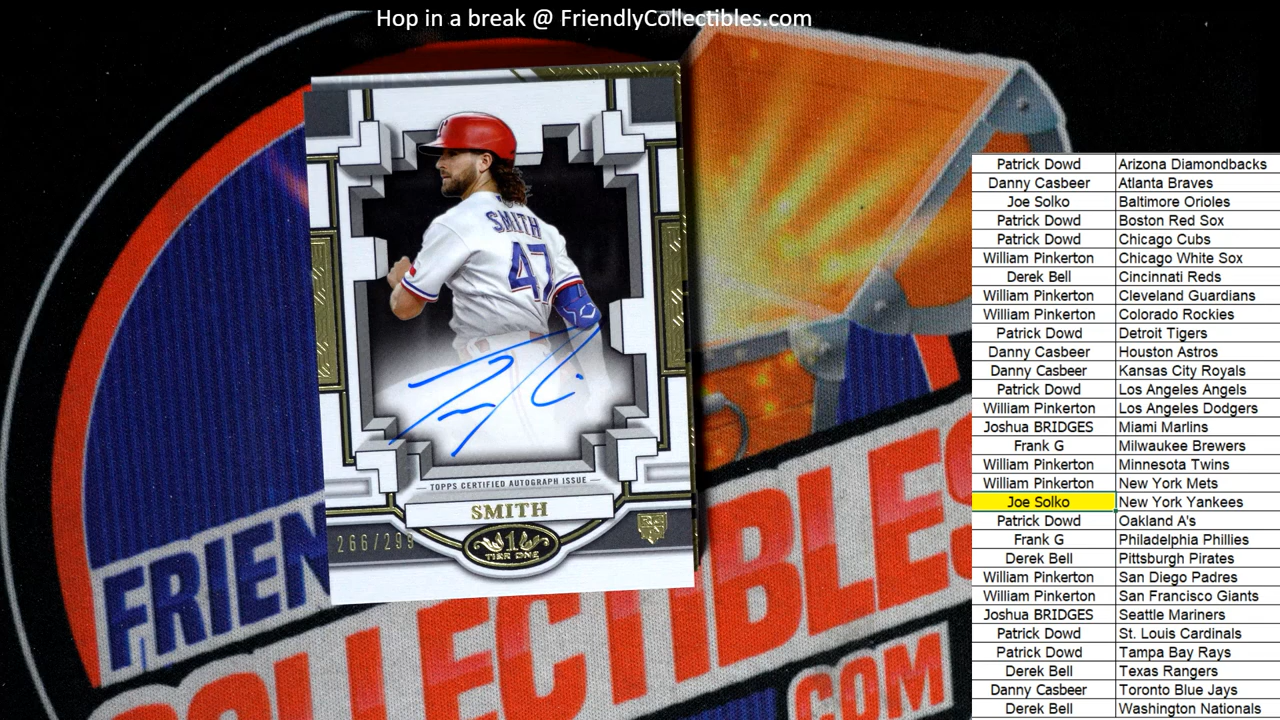 Hop in a break @ FriendlyCollectibles.com
SMITH
47
TOPPS CERTIFIED AUTOGRAPH ISSUE
SMITH
266/299
1
TIER ONE
FRIEN
COLLECTIBLES
.COM
Patrick Dowd Arizona Diamondbacks
Danny Casbeer Atlanta Braves
Joe Solko Baltimore Orioles
Patrick Dowd Boston Red Sox
Patrick Dowd Chicago Cubs
William Pinkerton Chicago White Sox
Derek Bell Cincinnati Reds
William Pinkerton Cleveland Guardians
William Pinkerton Colorado Rockies
Patrick Dowd Detroit Tigers
Danny Casbeer Houston Astros
Danny Casbeer Kansas City Royals
Patrick Dowd Los Angeles Angels
William Pinkerton Los Angeles Dodgers
Joshua BRIDGES Miami Marlins
Frank G Milwaukee Brewers
William Pinkerton Minnesota Twins
William Pinkerton New York Mets
Joe Solko New York Yankees
Patrick Dowd Oakland A's
Frank G Philadelphia Phillies
Derek Bell Pittsburgh Pirates
William Pinkerton San Diego Padres
William Pinkerton San Francisco Giants
Joshua BRIDGES Seattle Mariners
Patrick Dowd St. Louis Cardinals
Patrick Dowd Tampa Bay Rays
Derek Bell Texas Rangers
Danny Casbeer Toronto Blue Jays
Derek Bell Washington Nationals